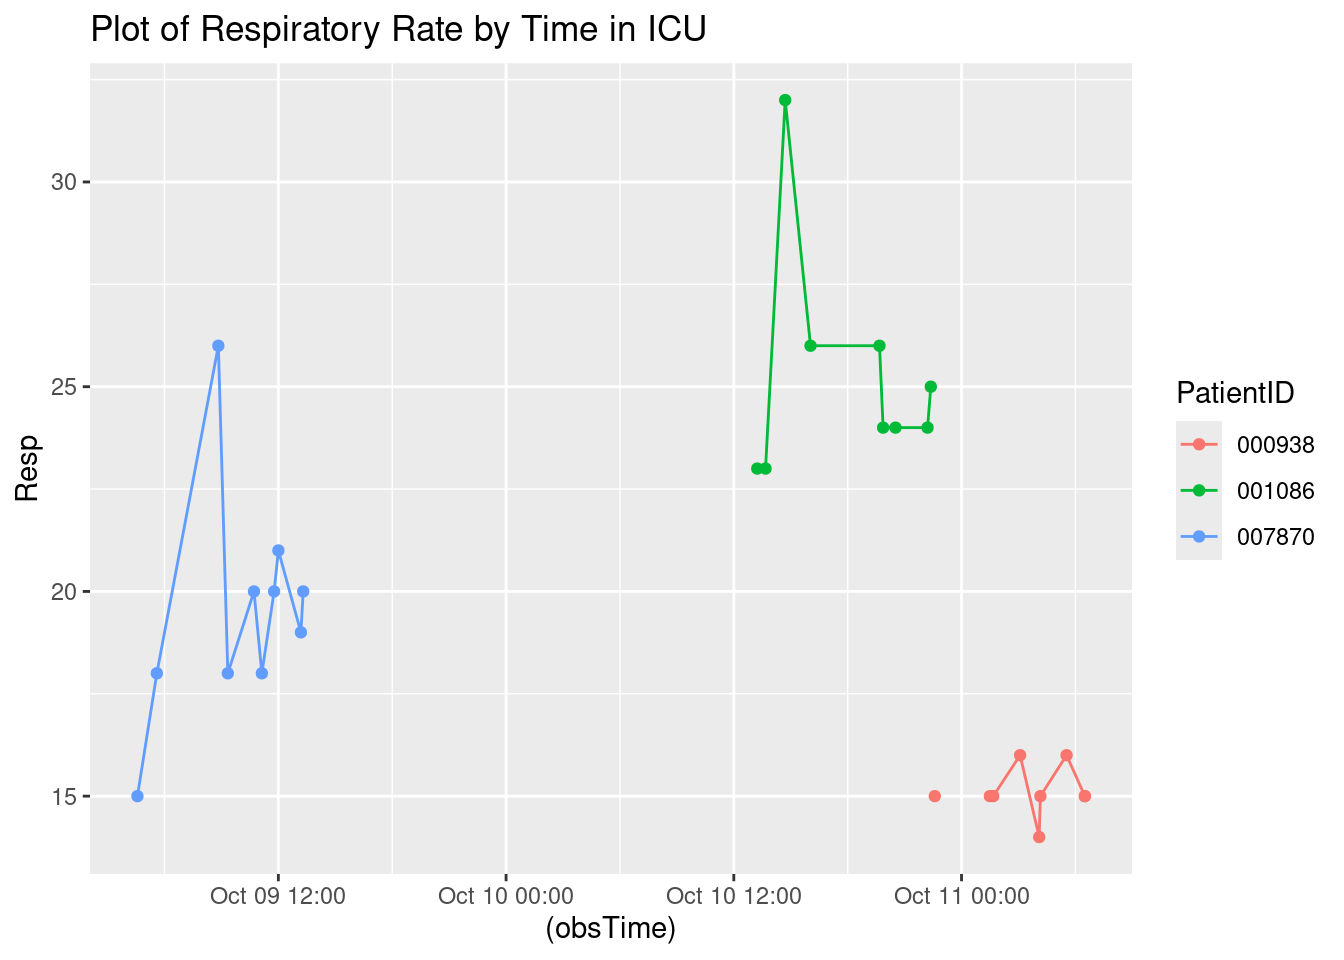 Plot of Respiratory Rate by Time in ICU
30
25
20
15
Resp
Oct 09 12:00
Oct 10 00:00
Oct 10 12:00
Oct 11 00:00
(obsTime)
PatientID
000938
001086
007870